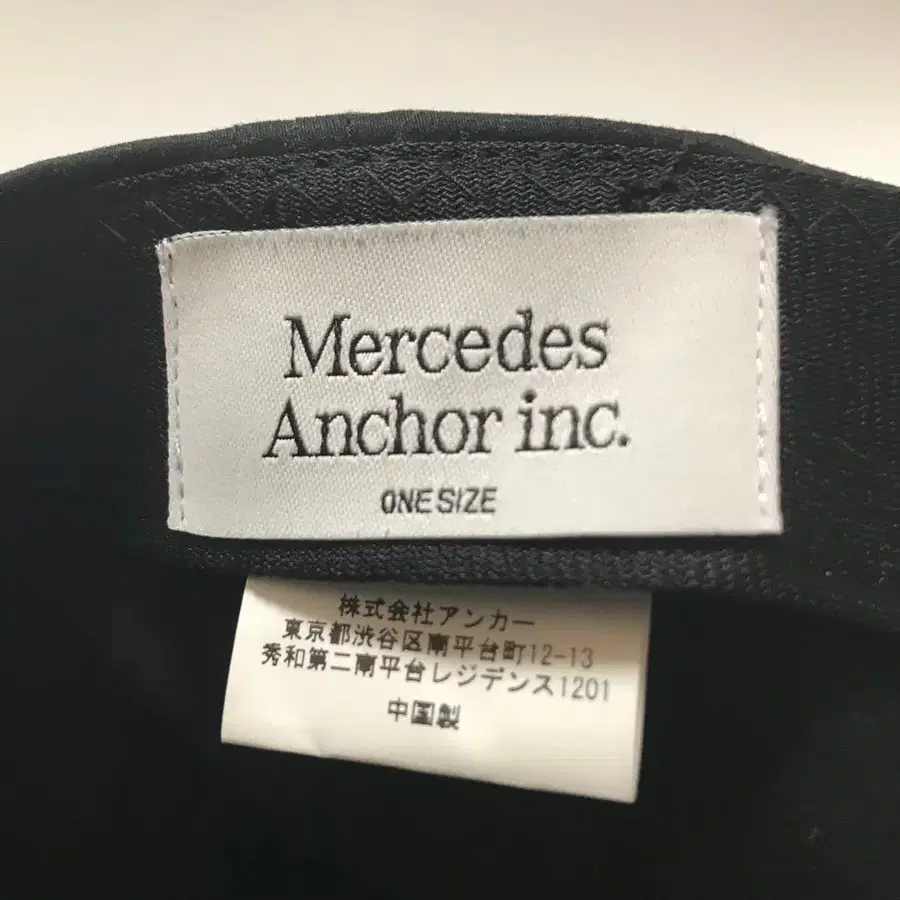 Mercedes
Anchor inc.
ONE SIZE
株式会社アンカー
東京都渋谷区南平台町12-13
秀和第二南平台レジデンス1201
中国製